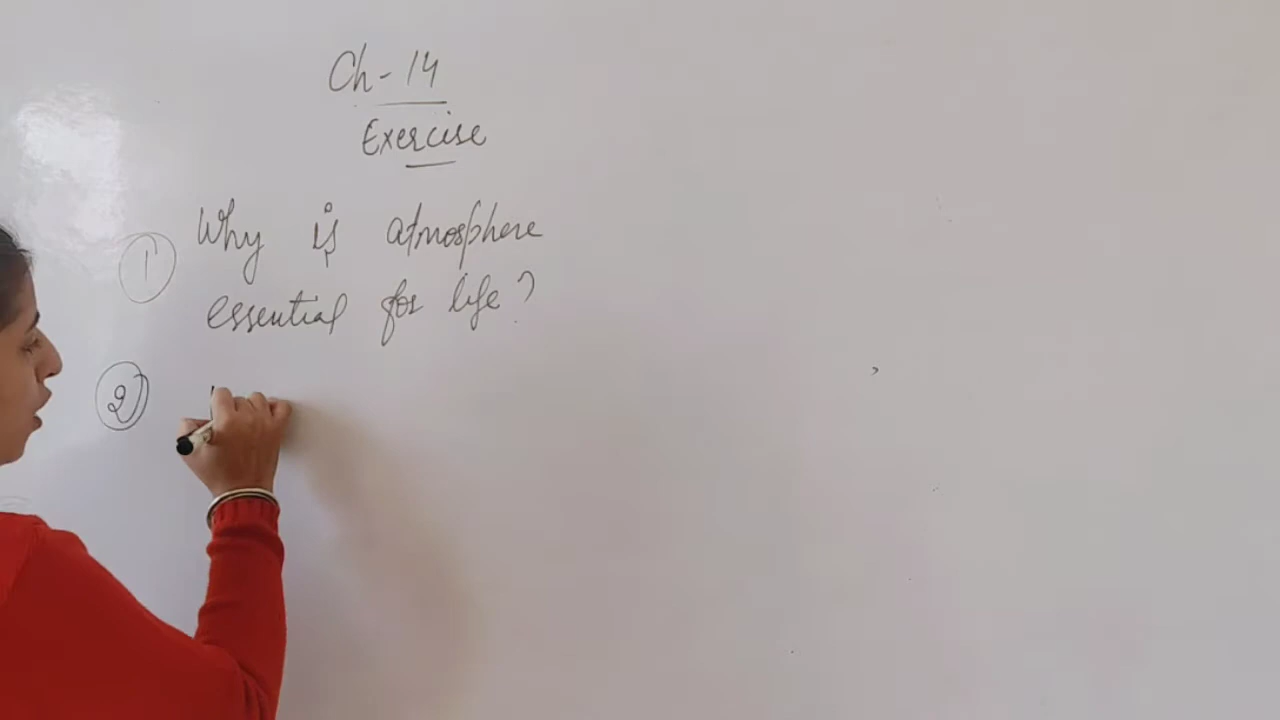 Ch-14
Exercise
1 Why is atmosphere
essential for life?
2